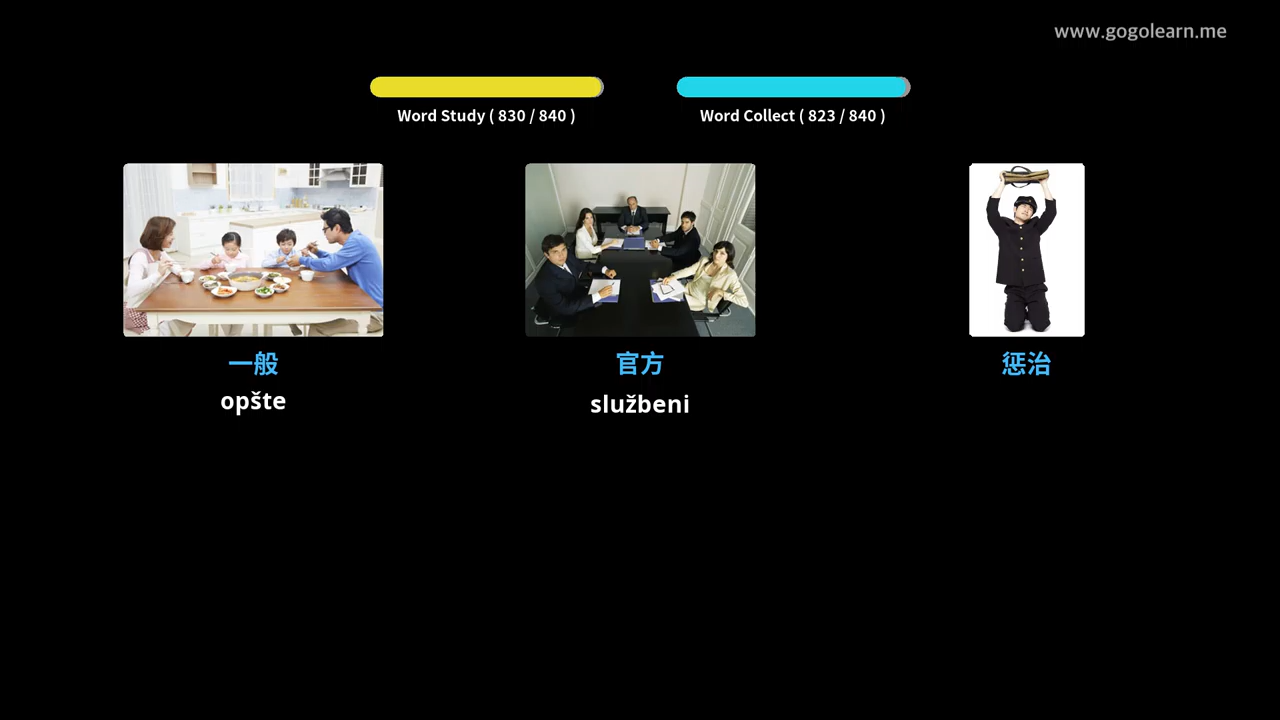 www.gogolearn.me
Word Study ( 830 / 840 )
Word Collect ( 823 / 840 )
一般
官方
惩治
opšte
službeni